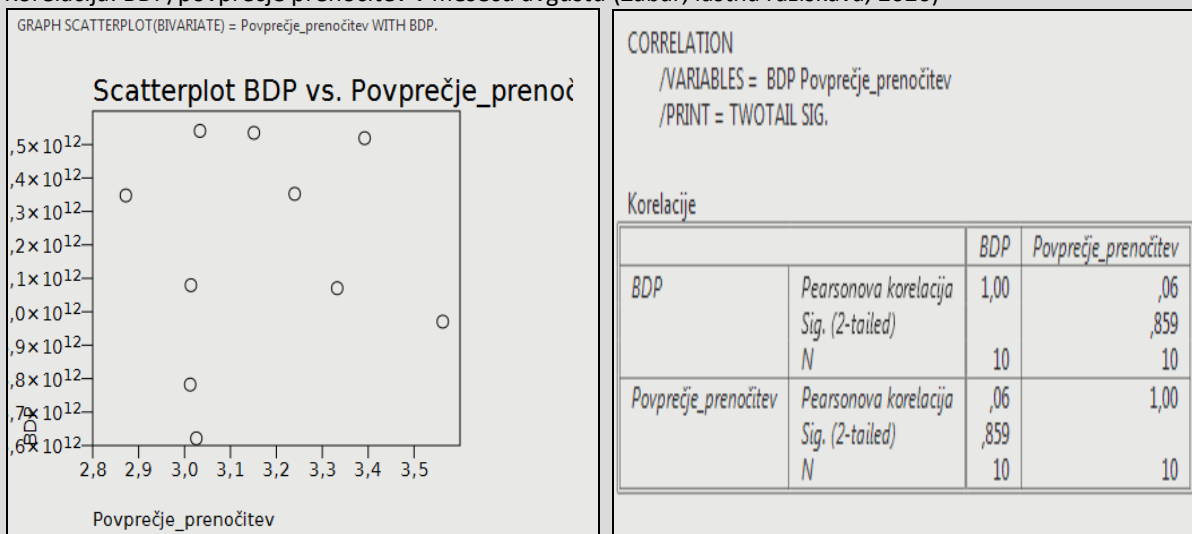 GRAPH SCATTERPLOT(BIVARIATE) = Povprečje_prenočitev WITH BDP.
Scatterplot BDP vs. Povprečje_prenoč
,5×10¹²
,4×10¹²
,3×10¹²
,2×10¹²
,1×10¹²
,0×10¹²
,9×10¹²
,8×10¹²
,7×10¹²
,6×10¹²
BDP
2,8 2,9 3,0 3,1 3,2 3,3 3,4 3,5
Povprečje_prenočitev
CORRELATION
/VARIABLES = BDP Povprečje_prenočitev
/PRINT = TWOTAIL SIG.
Korelacije
BDP Povprečje_prenočitev
BDP Pearsonova korelacija 1,00 ,06
Sig. (2-tailed) ,859
N 10 10
Povprečje_prenočitev Pearsonova korelacija ,06 1,00
Sig. (2-tailed) ,859
N 10 10